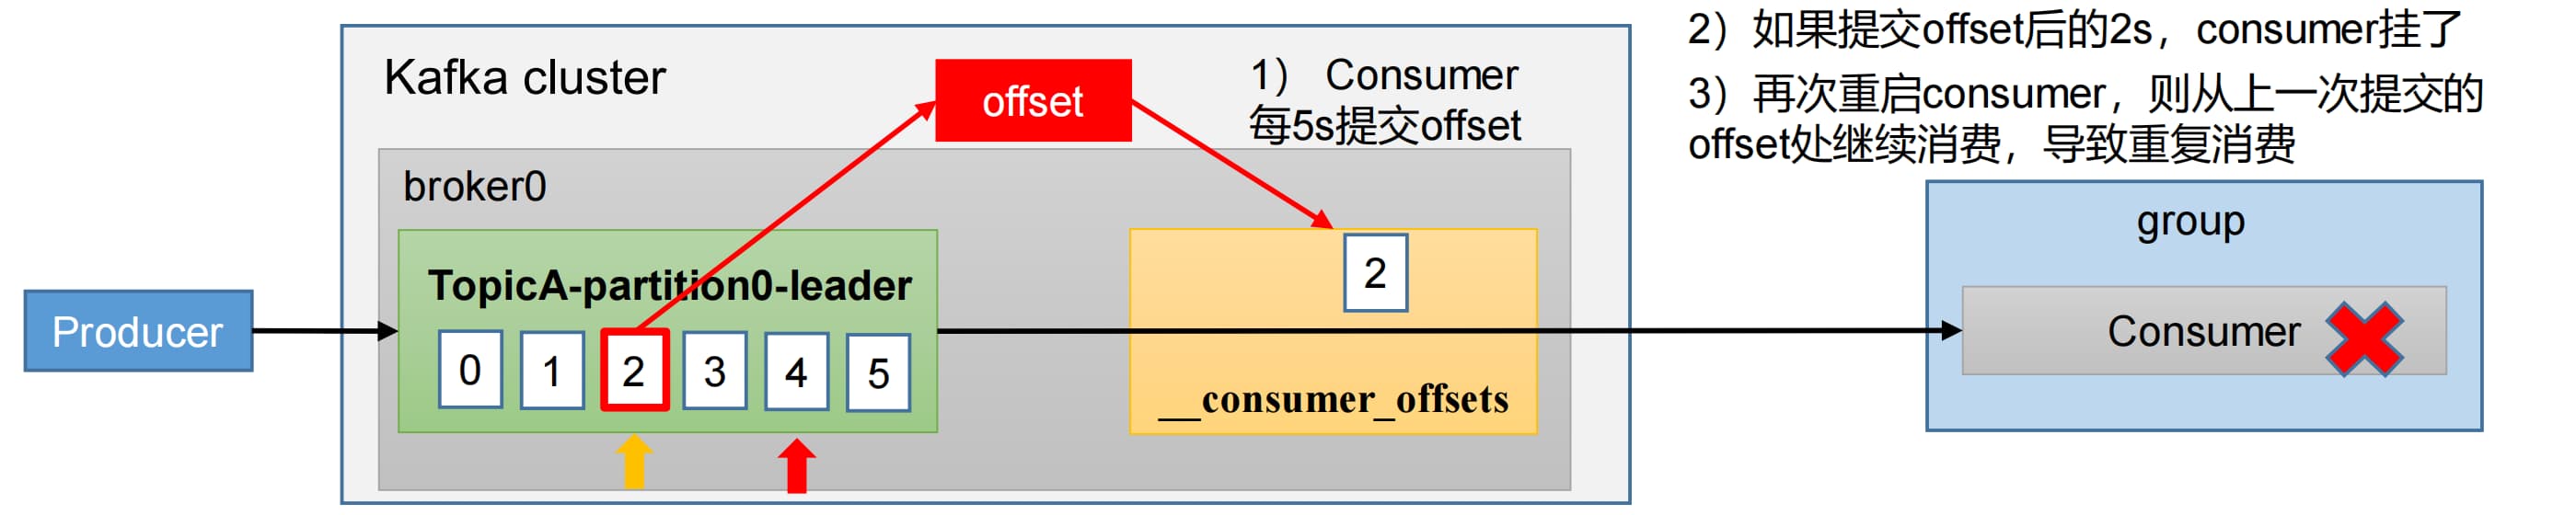 Kafka cluster
offset
1） Consumer
每5s提交offset
2）如果提交offset后的2s，consumer挂了
3）再次重启consumer，则从上一次提交的
offset处继续消费，导致重复消费
broker0
group
TopicA-partition0-leader
2
Producer
0 1 2 3 4 5
Consumer
__consumer_offsets